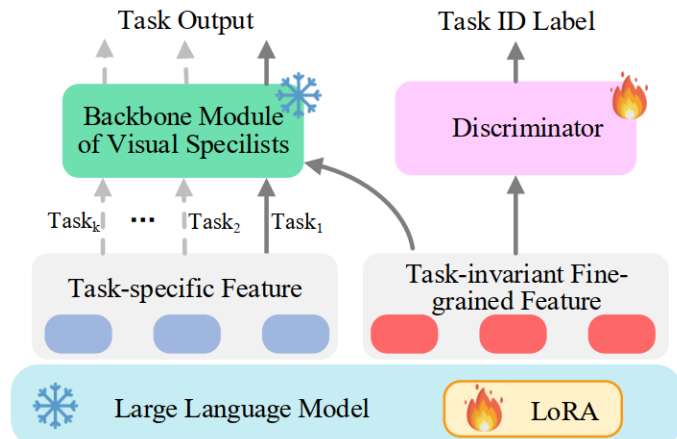 Task Output
Task ID Label
Backbone Module
of Visual Specilists
Discriminator
Taskk
...
Task2
Task1
Task-specific Feature
Task-invariant Fine-
grained Feature
Large Language Model
LoRA